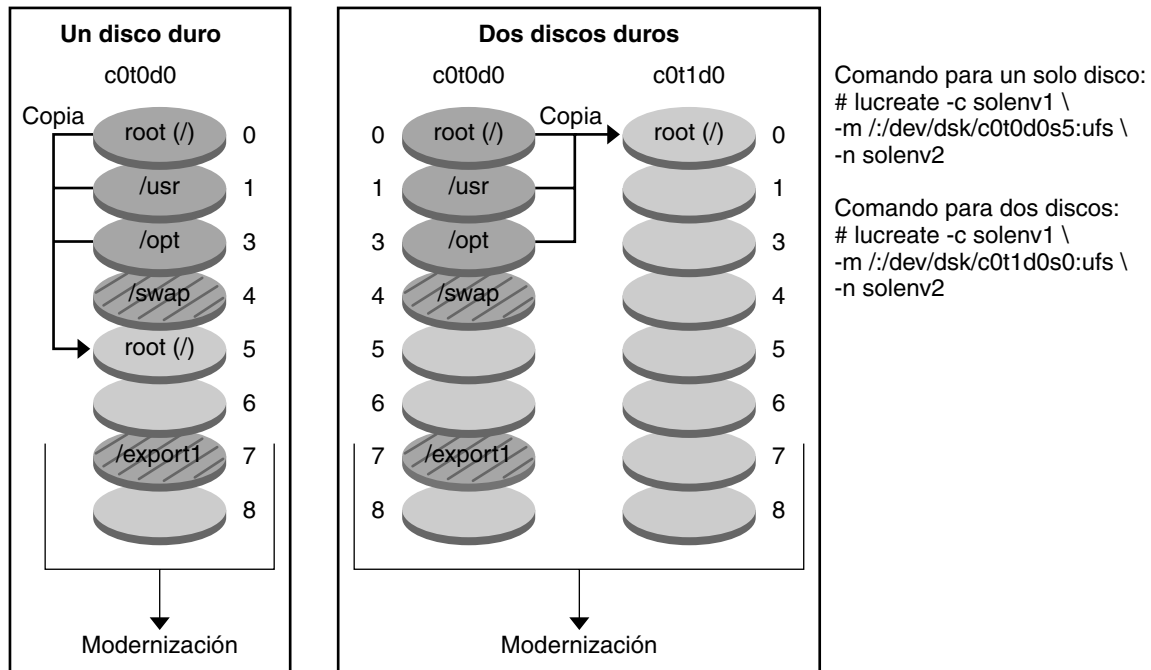 Un disco duro
c0t0d0
Copia
root (/) 0
/usr 1
/opt 3
/swap 4
root (/) 5
6
/export1 7
8
Modernización
Dos discos duros
c0t0d0 c0t1d0
Copia
0 root (/) root (/) 0
1 /usr 1
3 /opt 3
4 /swap 4
5 5
6 6
7 /export1 7
8 8
Modernización
Comando para un solo disco:
# lucreate -c solenv1 \
-m /:/dev/dsk/c0t0d0s5:ufs \
-n solenv2
Comando para dos discos:
# lucreate -c solenv1 \
-m /:/dev/dsk/c0t1d0s0:ufs \
-n solenv2